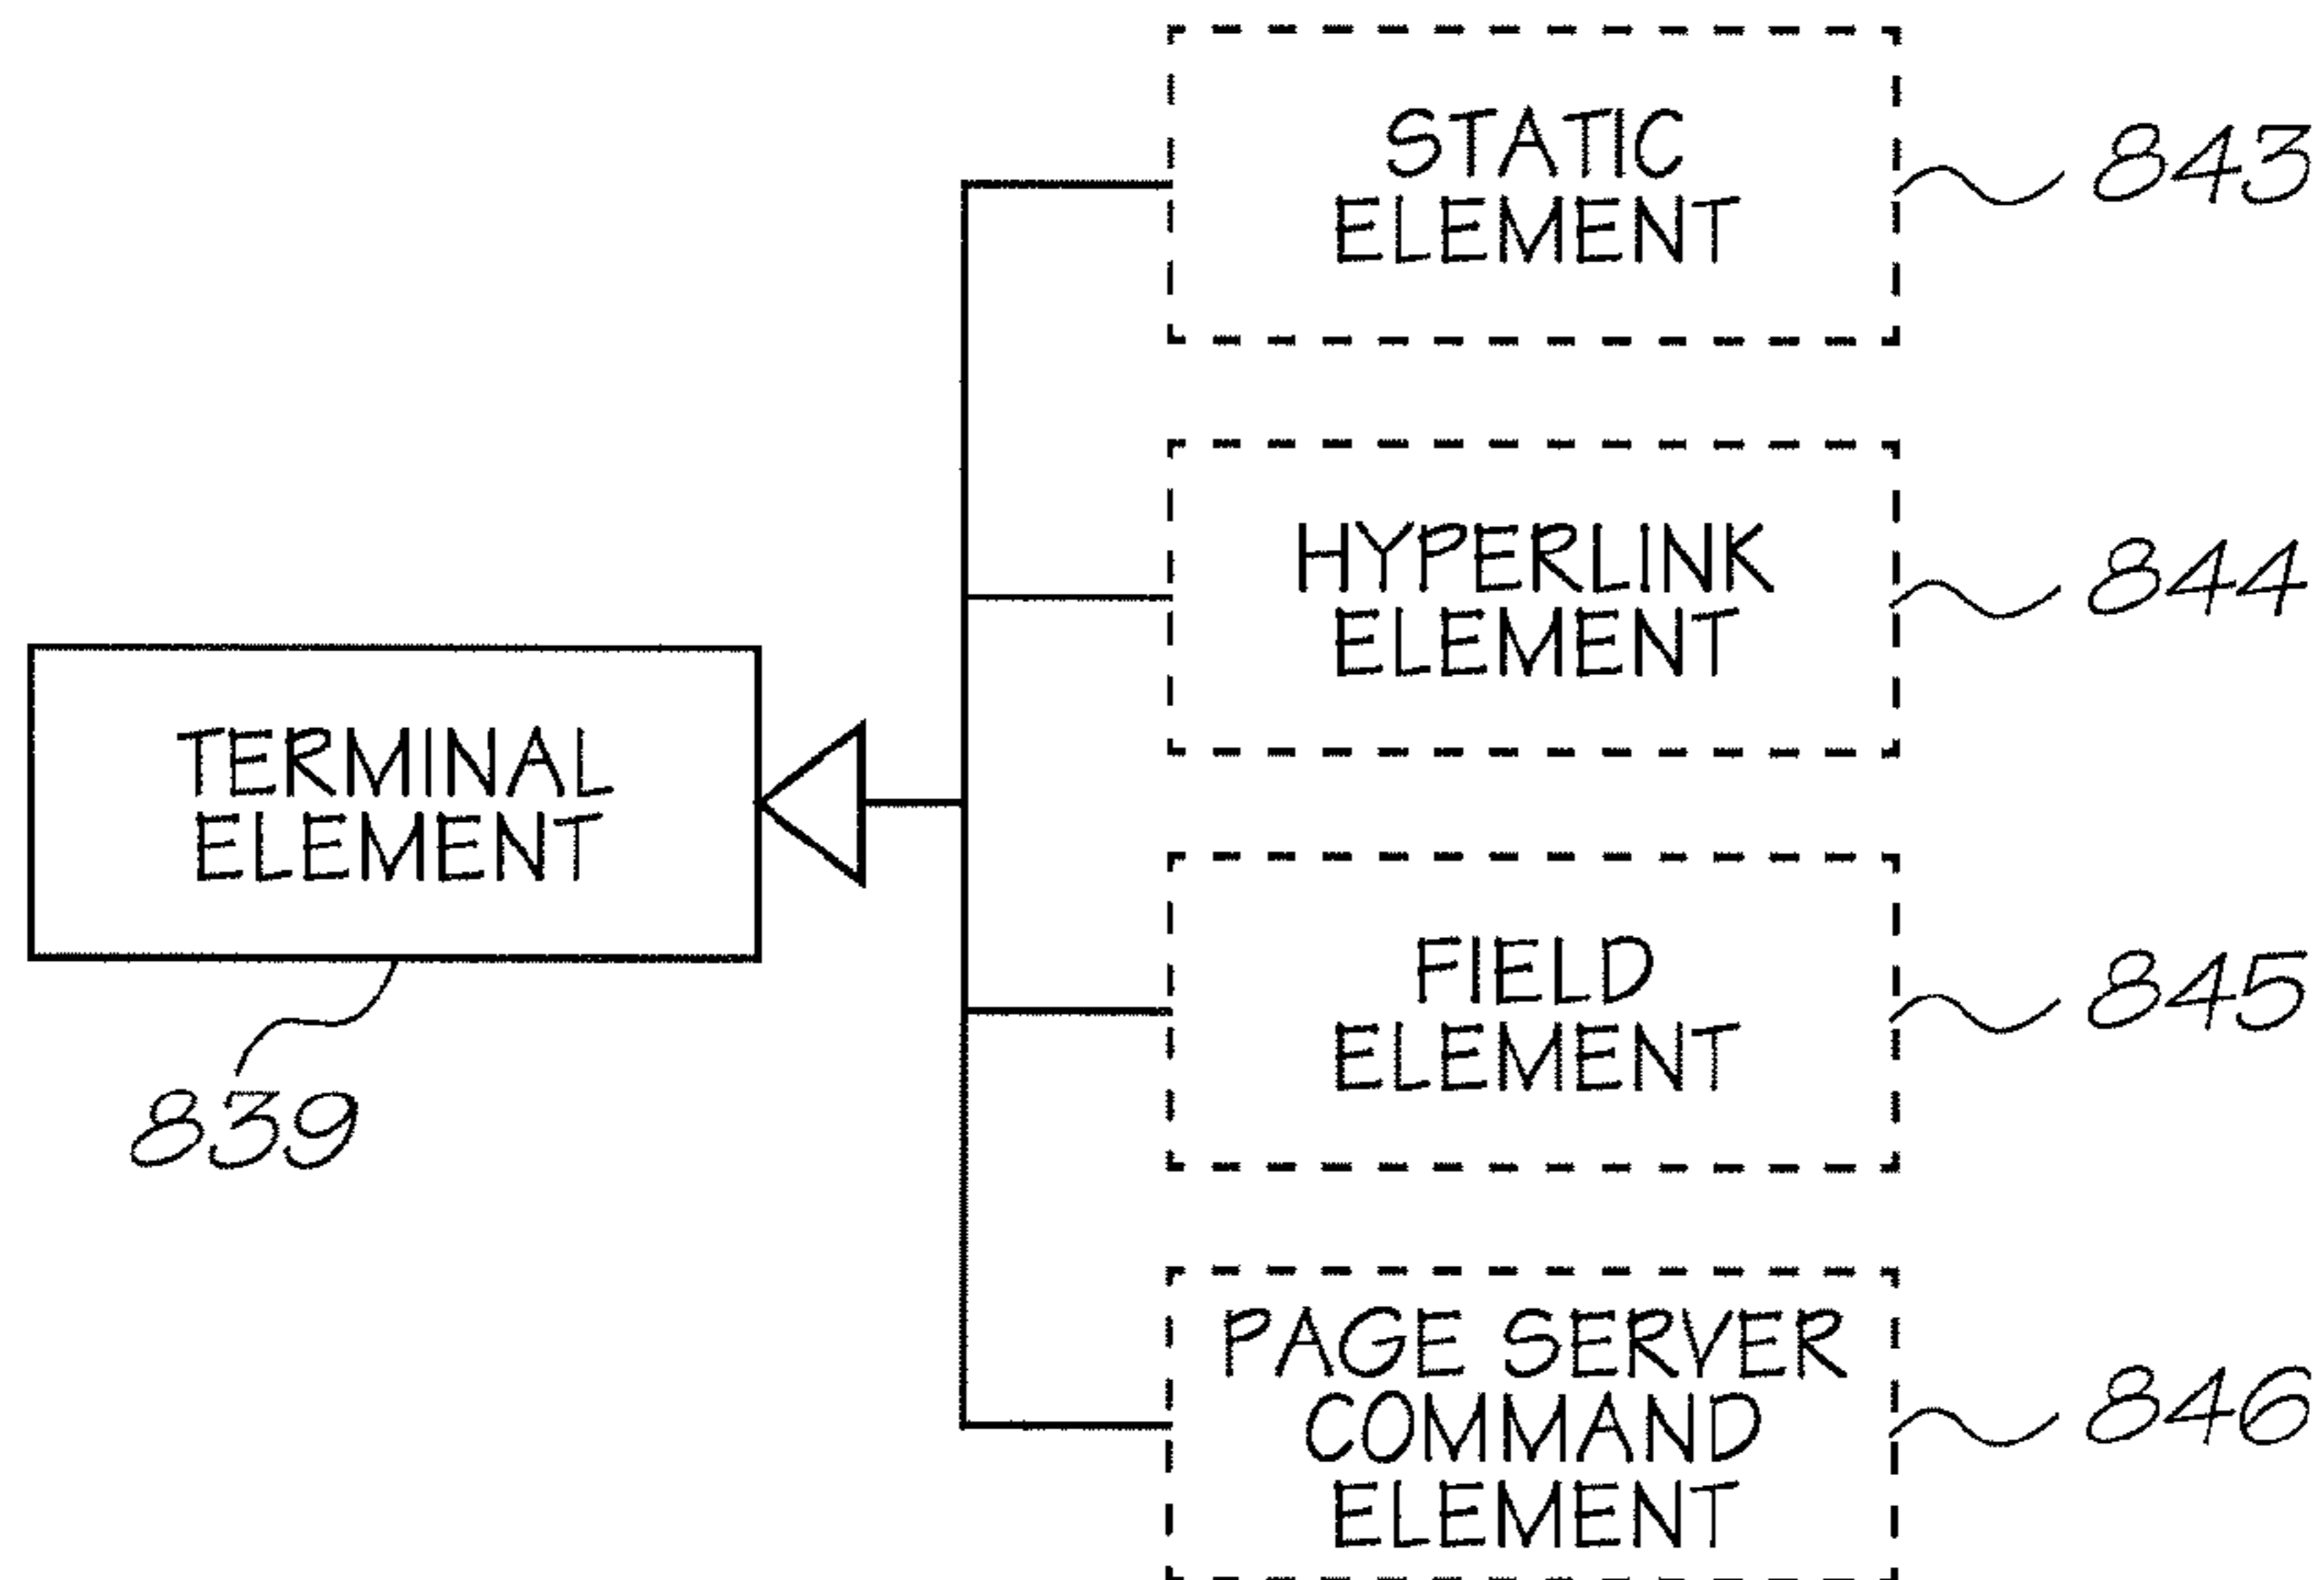 STATIC
ELEMENT
843
HYPERLINK
ELEMENT
844
TERMINAL
ELEMENT
839
FIELD
ELEMENT
845
PAGE SERVER
COMMAND
ELEMENT
846